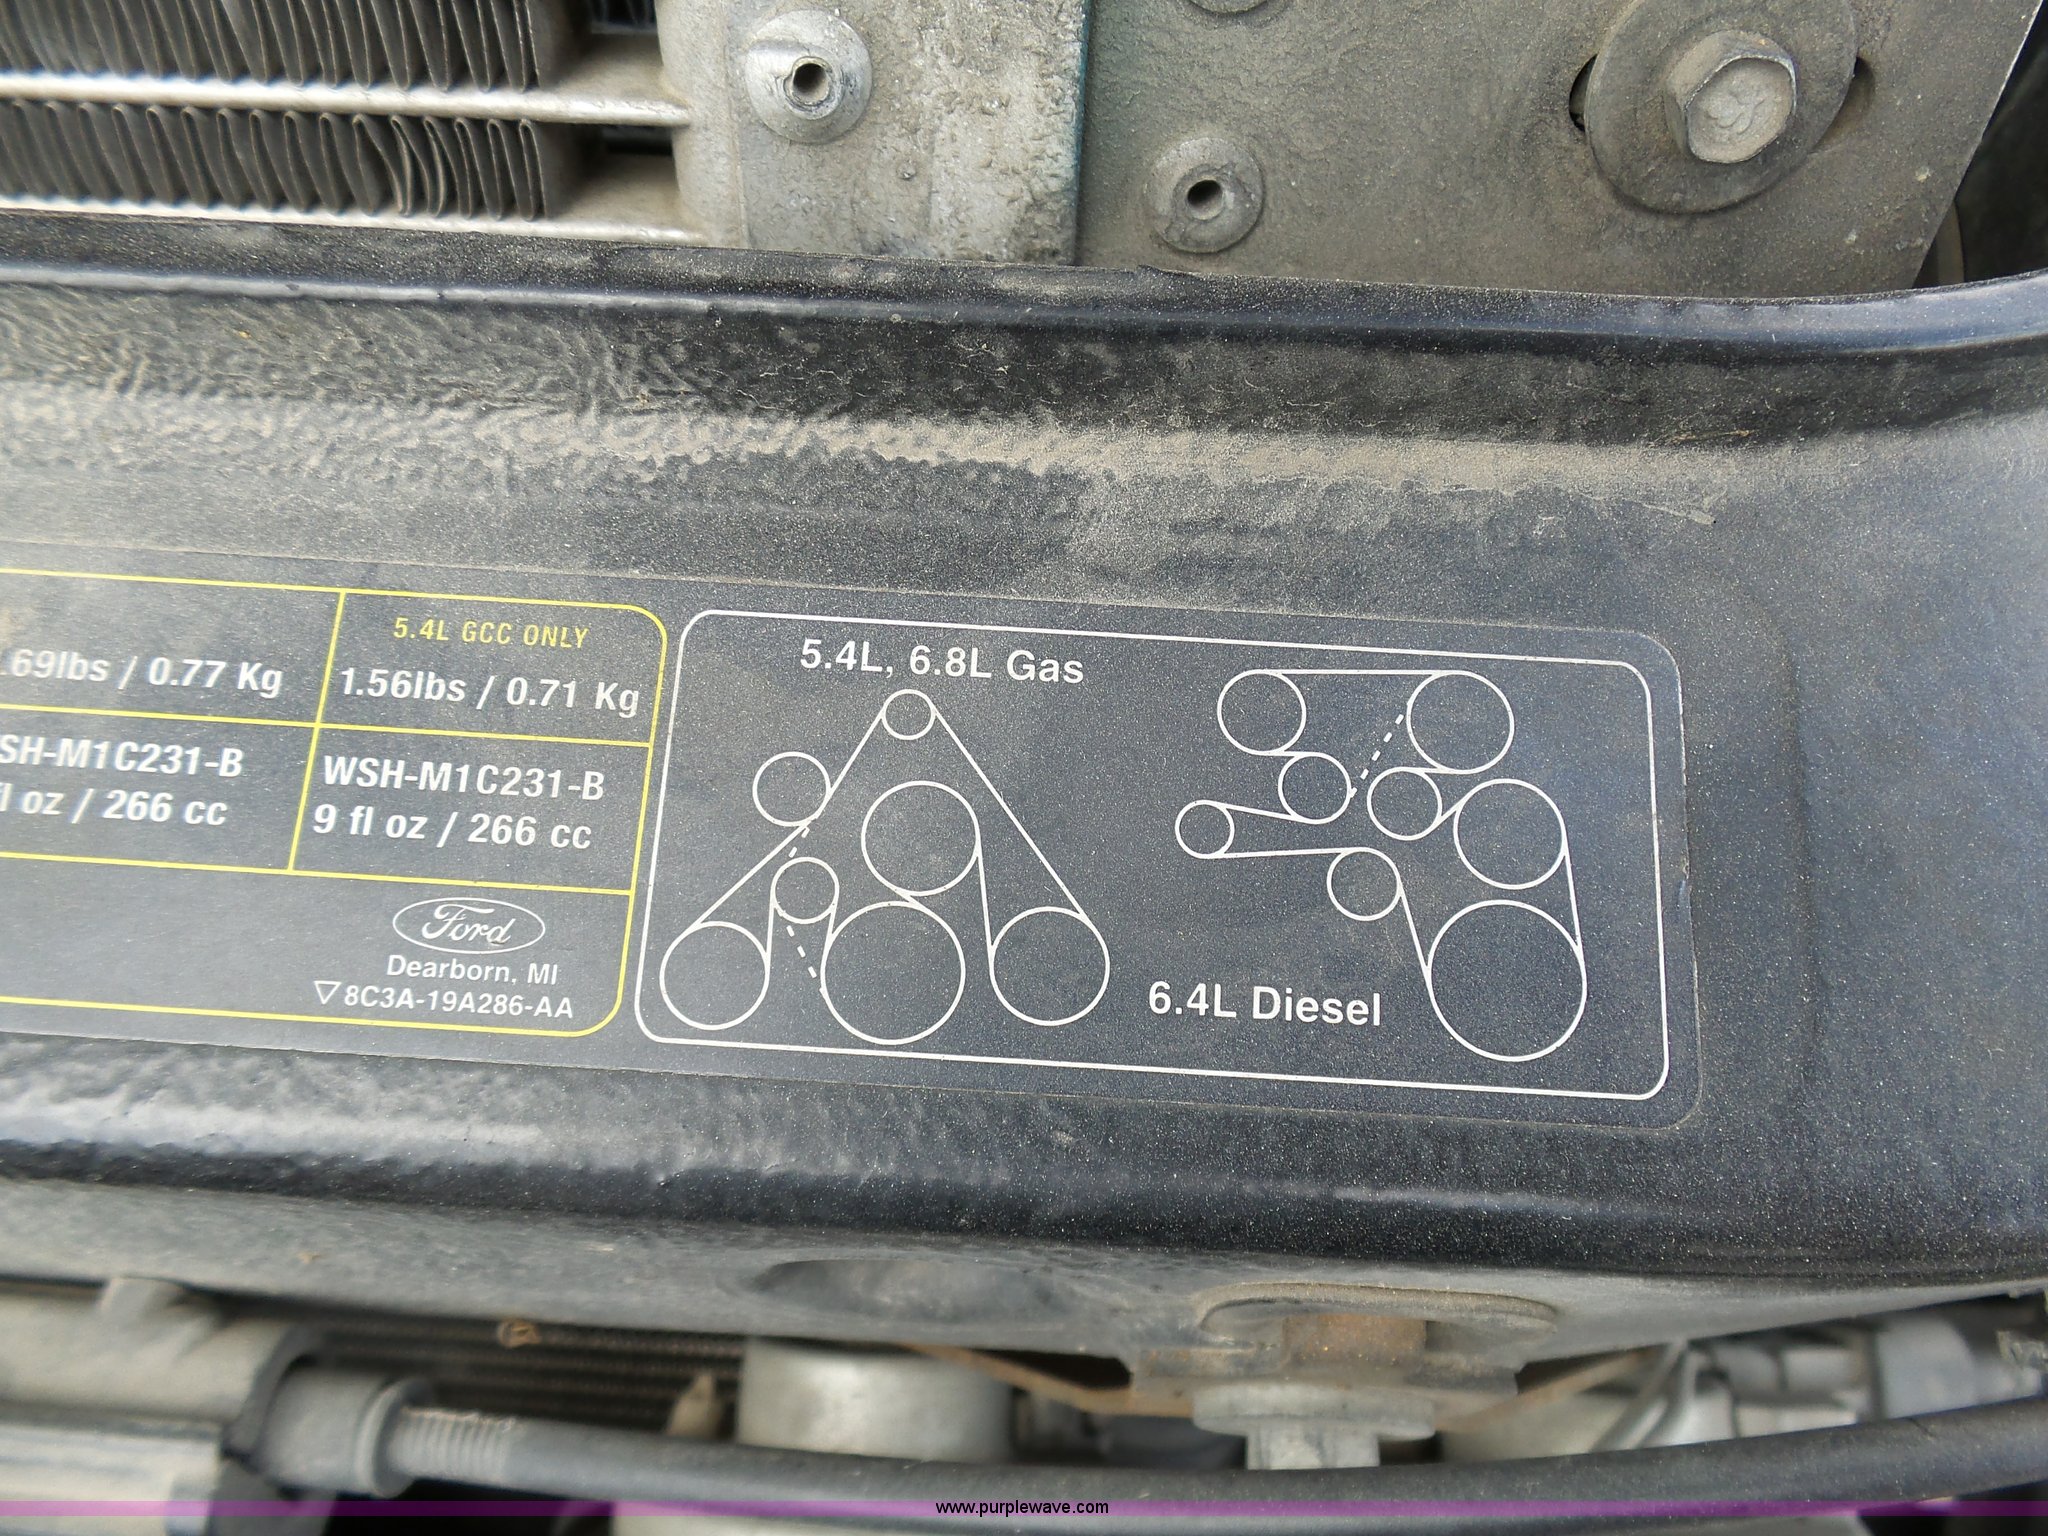 5.4L GCC ONLY
.69lbs / 0.77 Kg
1.56lbs / 0.71 Kg
SH-M1C231-B
WSH-M1C231-B
fl oz / 266 cc
9 fl oz / 266 cc
Ford
Dearborn, MI
8C3A-19A286-AA
5.4L, 6.8L Gas
6.4L Diesel
www.purplewave.com